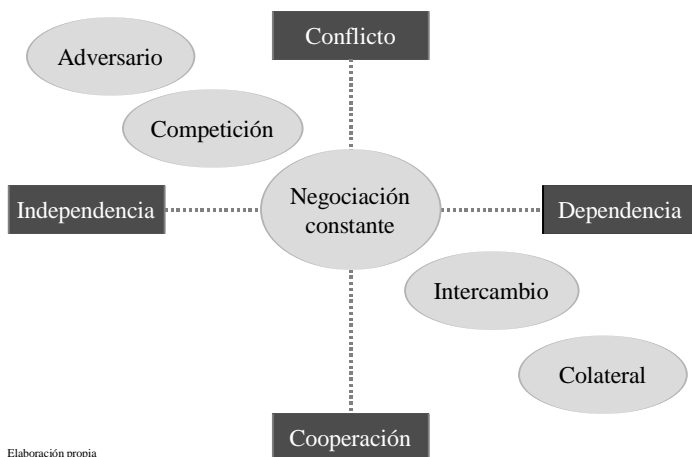 Conflicto
Adversario
Competición
Independencia
Negociación
constante
Dependencia
Intercambio
Colateral
Cooperación
Elaboración propia